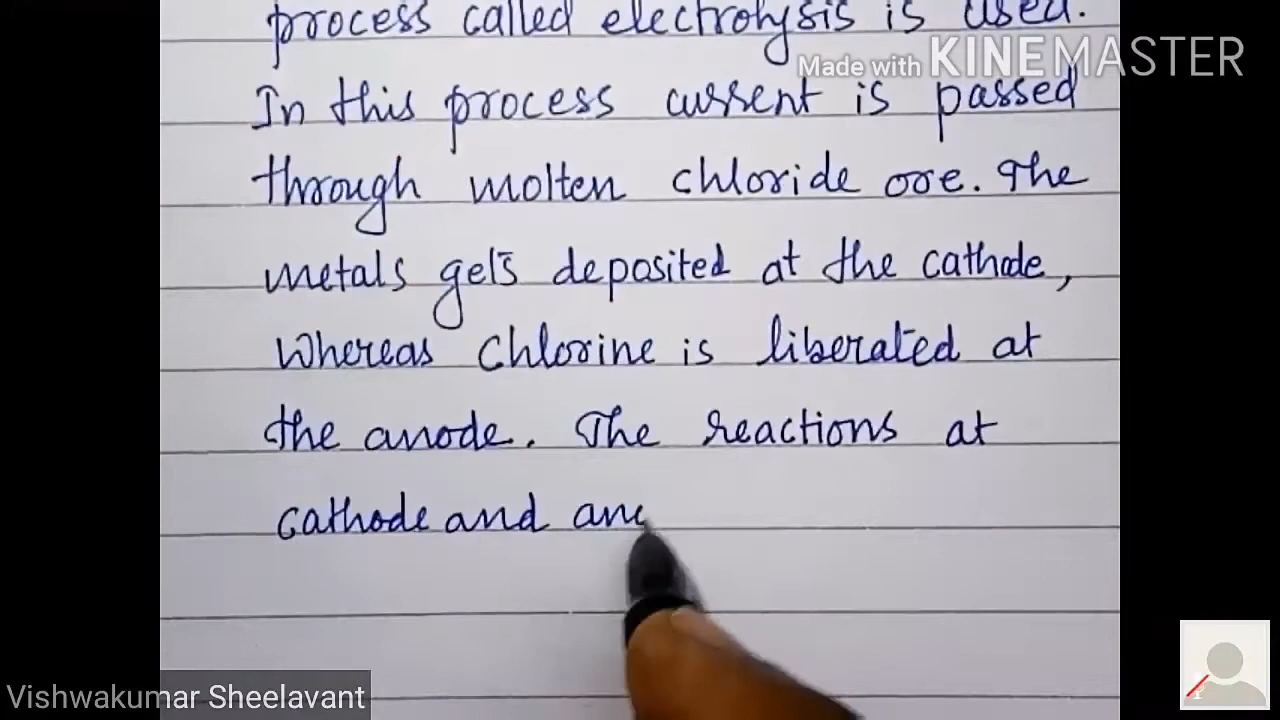 process called electrolysis is used.
Made with KINEMASTER
In this process current is passed
through molten chloride ore. The
metals gets deposited at the cathode,
Whereas Chlorine is liberated at
the anode. The reactions at
cathode and ano
Vishwakumar Sheelavant